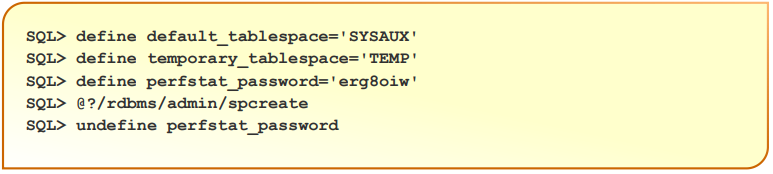 SQL> define default_tablespace='SYSAUX'
SQL> define temporary_tablespace='TEMP'
SQL> define perfstat_password='erg8oiw'
SQL> @?/rdbms/admin/spcreate
SQL> undefine perfstat_password